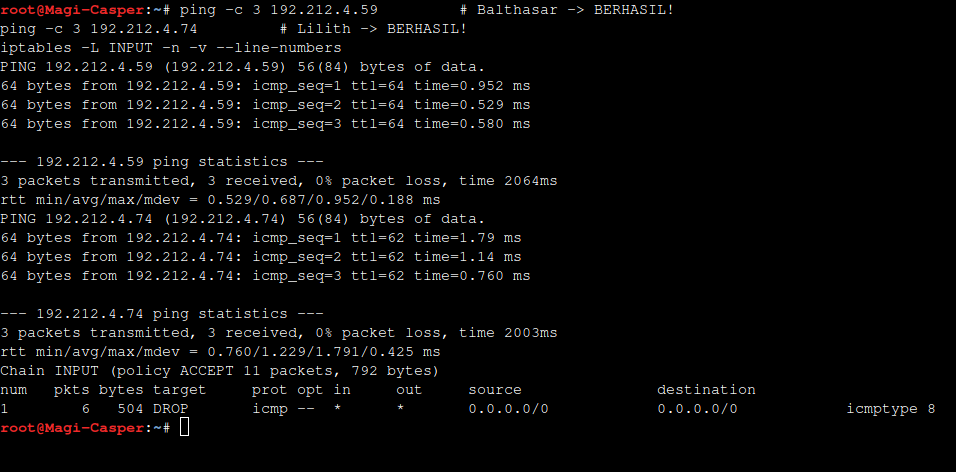 root@Magi-Casper:~# ping -c 3 192.212.4.59         # Balthasar -> BERHASIL!
ping -c 3 192.212.4.74         # Lilith -> BERHASIL!
iptables -L INPUT -n -v --line-numbers
PING 192.212.4.59 (192.212.4.59) 56(84) bytes of data.
64 bytes from 192.212.4.59: icmp_seq=1 ttl=64 time=0.952 ms
64 bytes from 192.212.4.59: icmp_seq=2 ttl=64 time=0.529 ms
64 bytes from 192.212.4.59: icmp_seq=3 ttl=64 time=0.580 ms

--- 192.212.4.59 ping statistics ---
3 packets transmitted, 3 received, 0% packet loss, time 2064ms
rtt min/avg/max/mdev = 0.529/0.687/0.952/0.188 ms
PING 192.212.4.74 (192.212.4.74) 56(84) bytes of data.
64 bytes from 192.212.4.74: icmp_seq=1 ttl=62 time=1.79 ms
64 bytes from 192.212.4.74: icmp_seq=2 ttl=62 time=1.14 ms
64 bytes from 192.212.4.74: icmp_seq=3 ttl=62 time=0.760 ms

--- 192.212.4.74 ping statistics ---
3 packets transmitted, 3 received, 0% packet loss, time 2003ms
rtt min/avg/max/mdev = 0.760/1.229/1.791/0.425 ms
Chain INPUT (policy ACCEPT 11 packets, 792 bytes)
num   pkts bytes target     prot opt in     out     source               destination
1        6   504 DROP       icmp --  *      *       0.0.0.0/0            0.0.0.0/0            icmptype 8
root@Magi-Casper:~#